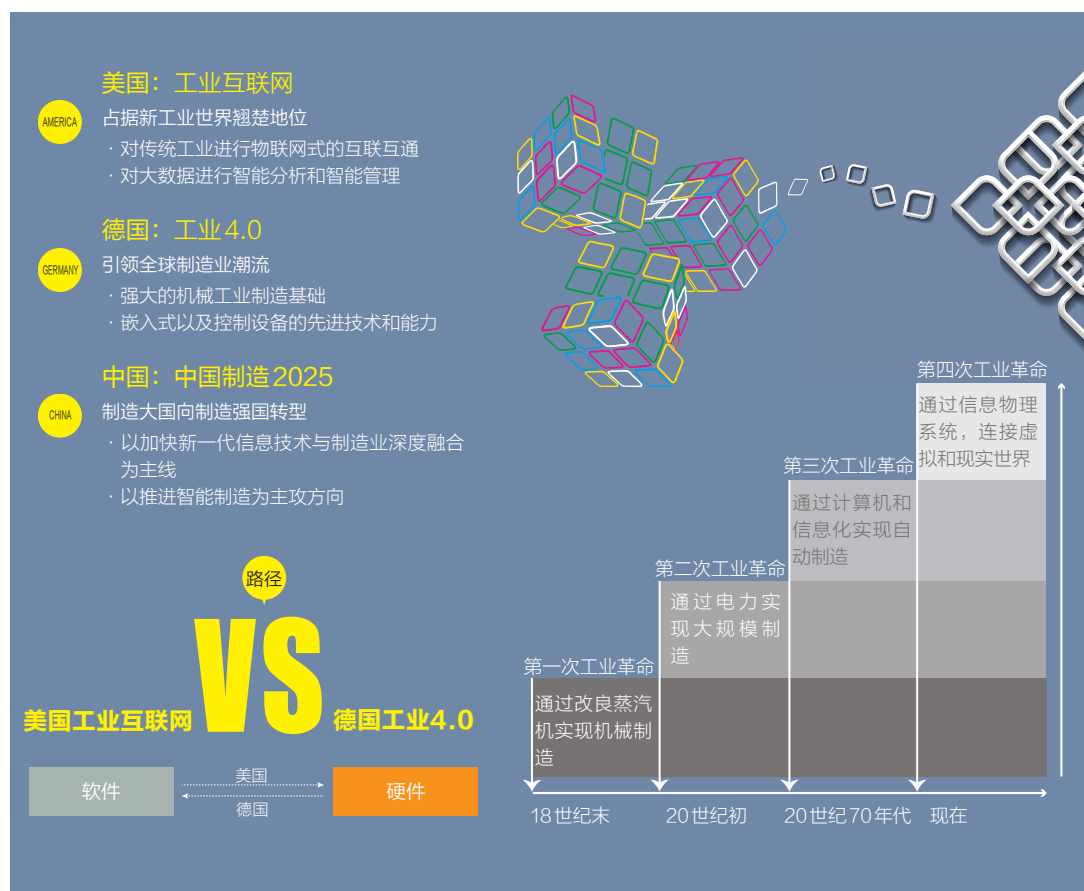 美国：工业互联网
AMERICA
占据新工业世界翘楚地位
·对传统工业进行物联网式的互联互通
·对大数据进行智能分析和智能管理
德国：工业4.0
GERMANY
引领全球制造业潮流
·强大的机械工业制造基础
·嵌入式以及控制设备的先进技术和能力
中国：中国制造2025
CHINA
制造大国向制造强国转型
·以加快新一代信息技术与制造业深度融合
为主线
·以推进智能制造为主攻方向
路径
VS
美国工业互联网
德国工业4.0
软件
美国
德国
硬件
第四次工业革命
通过信息物理
系统，连接虚
拟和现实世界
第三次工业革命
通过计算机和
信息化实现自
动制造
第二次工业革命
通过电力实
现大规模制
造
第一次工业革命
通过改良蒸汽
机实现机械制
造
18世纪末
20世纪初
20世纪70年代
现在